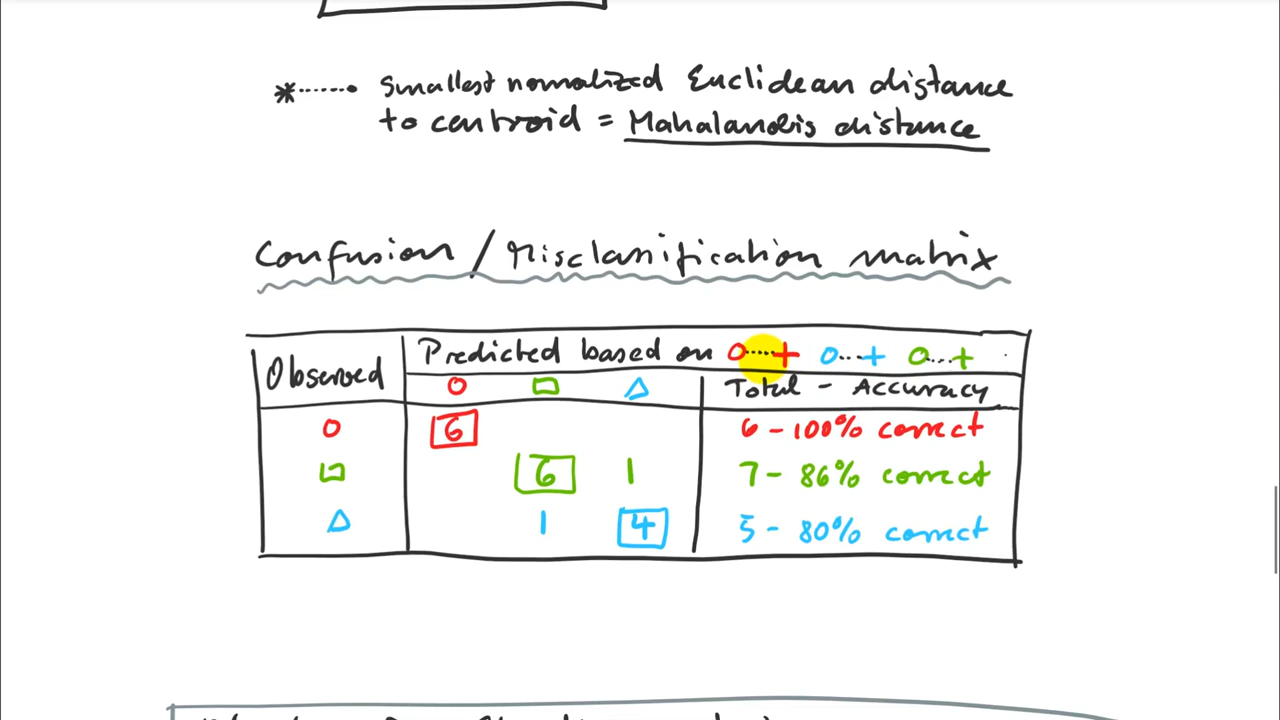 *······• Smallest normalized Euclidean distance
to centroid = Mahalanobis distance
Confusion / Misclassification matrix
Observed Predicted based on O·····+ O···+ O···+
O □ △ Total - Accuracy
O 6 6 - 100% correct
□ 6 1 7 - 86% correct
△ 1 4 5 - 80% correct